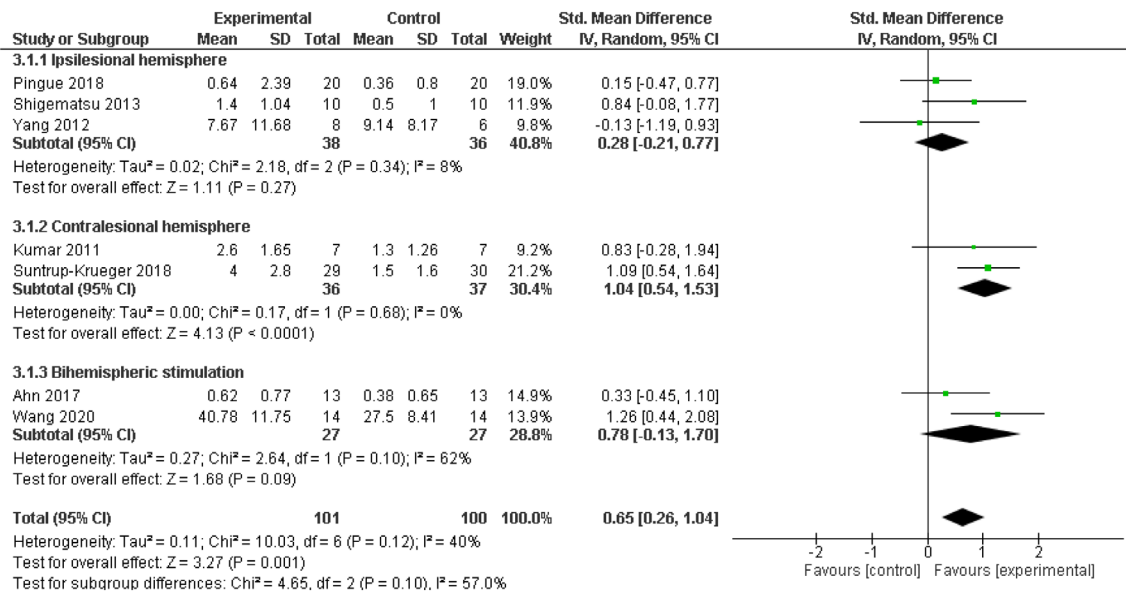 Experimental Control Std. Mean Difference Std. Mean Difference
Study or Subgroup Mean SD Total Mean SD Total Weight IV, Random, 95% CI IV, Random, 95% CI
3.1.1 Ipsilesional hemisphere
Pingue 2018 0.64 2.39 20 0.36 0.8 20 19.0% 0.15 [-0.47, 0.77]
Shigematsu 2013 1.4 1.04 10 0.5 1 10 11.9% 0.84 [-0.08, 1.77]
Yang 2012 7.67 11.68 8 9.14 8.17 6 9.8% -0.13 [-1.19, 0.93]
Subtotal (95% CI) 38 36 40.8% 0.28 [-0.21, 0.77]
Heterogeneity: Tau² = 0.02; Chi² = 2.18, df = 2 (P = 0.34); I² = 8%
Test for overall effect: Z = 1.11 (P = 0.27)
3.1.2 Contralesional hemisphere
Kumar 2011 2.6 1.65 7 1.3 1.26 7 9.2% 0.83 [-0.28, 1.94]
Suntrup-Krueger 2018 4 2.8 29 1.5 1.6 30 21.2% 1.09 [0.54, 1.64]
Subtotal (95% CI) 36 37 30.4% 1.04 [0.54, 1.53]
Heterogeneity: Tau² = 0.00; Chi² = 0.17, df = 1 (P = 0.68); I² = 0%
Test for overall effect: Z = 4.13 (P < 0.0001)
3.1.3 Bihemispheric stimulation
Ahn 2017 0.62 0.77 13 0.38 0.65 13 14.9% 0.33 [-0.45, 1.10]
Wang 2020 40.78 11.75 14 27.5 8.41 14 13.9% 1.26 [0.44, 2.08]
Subtotal (95% CI) 27 27 28.8% 0.78 [-0.13, 1.70]
Heterogeneity: Tau² = 0.27; Chi² = 2.64, df = 1 (P = 0.10); I² = 62%
Test for overall effect: Z = 1.68 (P = 0.09)
Total (95% CI) 101 100 100.0% 0.65 [0.26, 1.04]
Heterogeneity: Tau² = 0.11; Chi² = 10.03, df = 6 (P = 0.12); I² = 40%
Test for overall effect: Z = 3.27 (P = 0.001)
Test for subgroup differences: Chi² = 4.65, df = 2 (P = 0.10), I² = 57.0%
-2 -1 0 1 2
Favours [control] Favours [experimental]